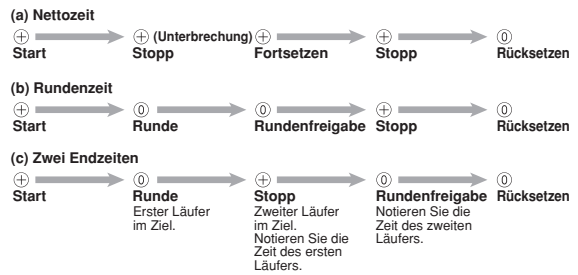 (a) Nettozeit
⊕ ⊕ (Unterbrechung) ⊕ ⊕ ⓪
Start Stopp Fortsetzen Stopp Rücksetzen
(b) Rundenzeit
⊕ ⓪ ⓪ ⊕ ⓪
Start Runde Rundenfreigabe Stopp Rücksetzen
(c) Zwei Endzeiten
⊕ ⓪ ⊕ ⓪ ⓪
Start Runde Stopp Rundenfreigabe Rücksetzen
Erster Läufer Zweiter Läufer Notieren Sie die
im Ziel. im Ziel. Zeit des zweiten
Notieren Sie die Läufers.
Zeit des ersten
Läufers.